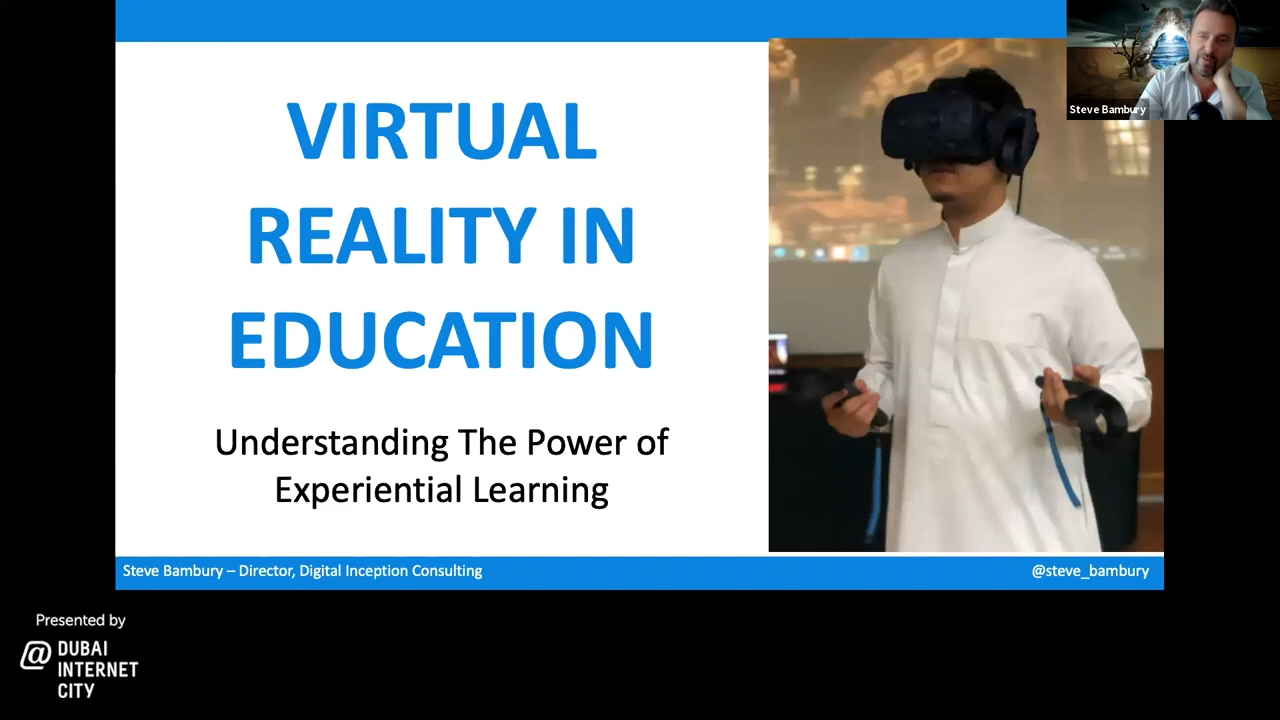 VIRTUAL
REALITY IN
EDUCATION
Understanding The Power of
Experiential Learning
Steve Bambury – Director, Digital Inception Consulting
@steve_bambury
Steve Bambury
Presented by
@ DUBAI
INTERNET
CITY